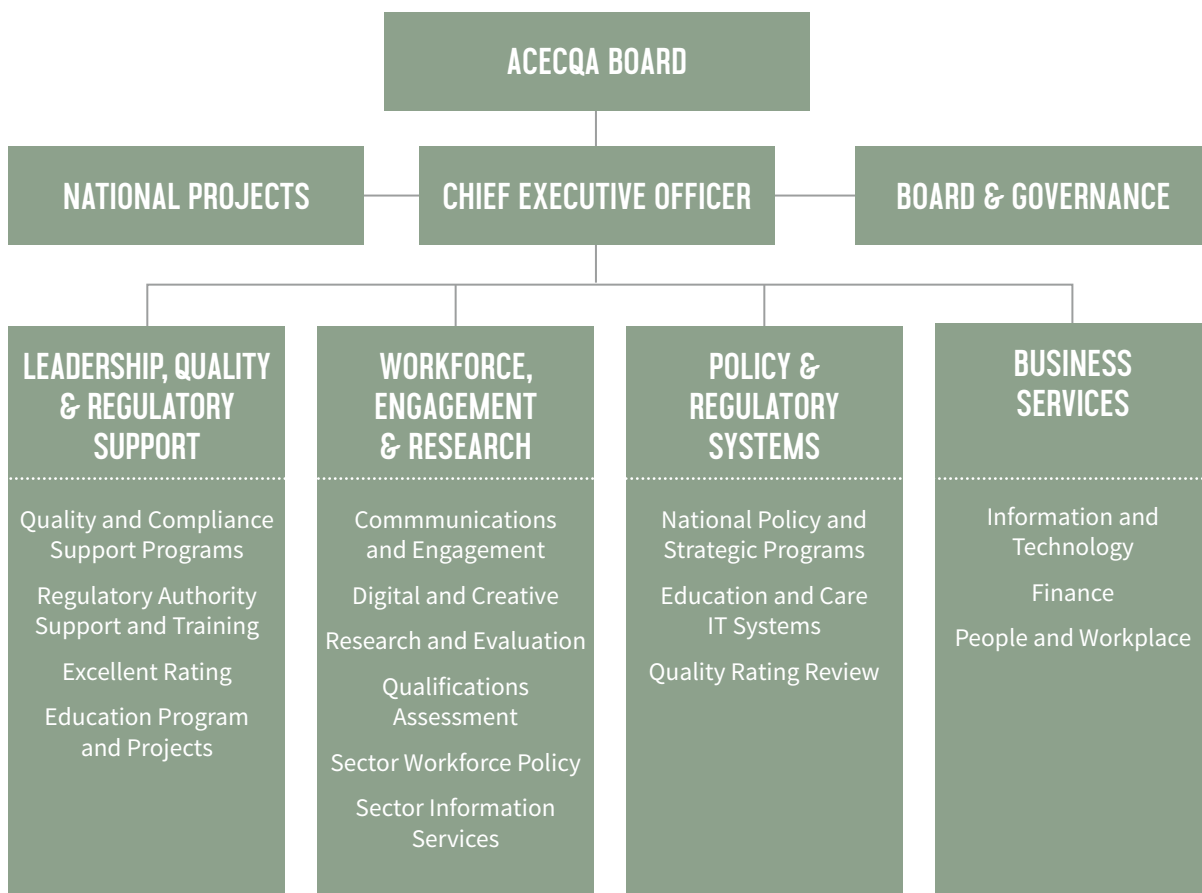 ACECQA BOARD
NATIONAL PROJECTS
CHIEF EXECUTIVE OFFICER
BOARD & GOVERNANCE
LEADERSHIP, QUALITY
& REGULATORY
SUPPORT
Quality and Compliance
Support Programs
Regulatory Authority
Support and Training
Excellent Rating
Education Program
and Projects
WORKFORCE,
ENGAGEMENT
& RESEARCH
Commmunications
and Engagement
Digital and Creative
Research and Evaluation
Qualifications
Assessment
Sector Workforce Policy
Sector Information
Services
POLICY &
REGULATORY
SYSTEMS
National Policy and
Strategic Programs
Education and Care
IT Systems
Quality Rating Review
BUSINESS
SERVICES
Information and
Technology
Finance
People and Workplace